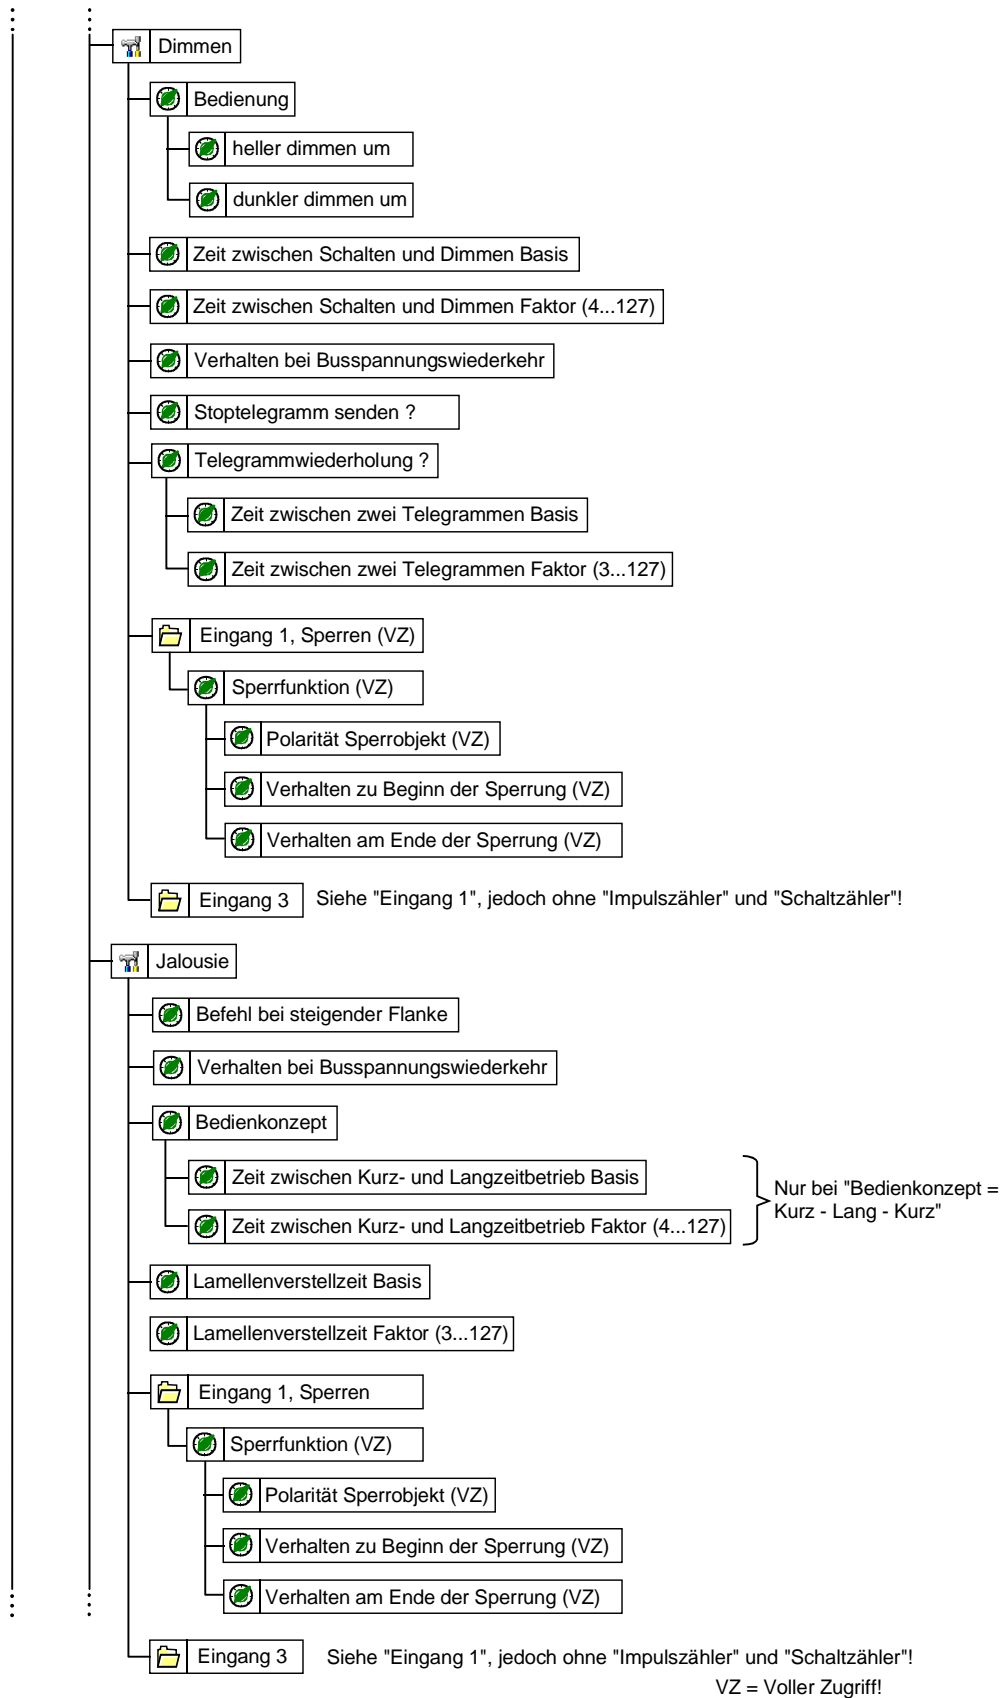 Dimmen
Bedienung
heller dimmen um
dunkler dimmen um
Zeit zwischen Schalten und Dimmen Basis
Zeit zwischen Schalten und Dimmen Faktor (4...127)
Verhalten bei Busspannungswiederkehr
Stoptelegramm senden ?
Telegrammwiederholung ?
Zeit zwischen zwei Telegrammen Basis
Zeit zwischen zwei Telegrammen Faktor (3...127)
Eingang 1, Sperren (VZ)
Sperrfunktion (VZ)
Polarität Sperrobjekt (VZ)
Verhalten zu Beginn der Sperrung (VZ)
Verhalten am Ende der Sperrung (VZ)
Eingang 3 Siehe "Eingang 1", jedoch ohne "Impulszähler" und "Schaltzähler"!
Jalousie
Befehl bei steigender Flanke
Verhalten bei Busspannungswiederkehr
Bedienkonzept
Zeit zwischen Kurz- und Langzeitbetrieb Basis
Zeit zwischen Kurz- und Langzeitbetrieb Faktor (4...127)
Nur bei "Bedienkonzept =
Kurz - Lang - Kurz"
Lamellenverstellzeit Basis
Lamellenverstellzeit Faktor (3...127)
Eingang 1, Sperren
Sperrfunktion (VZ)
Polarität Sperrobjekt (VZ)
Verhalten zu Beginn der Sperrung (VZ)
Verhalten am Ende der Sperrung (VZ)
Eingang 3 Siehe "Eingang 1", jedoch ohne "Impulszähler" und "Schaltzähler"!
VZ = Voller Zugriff!